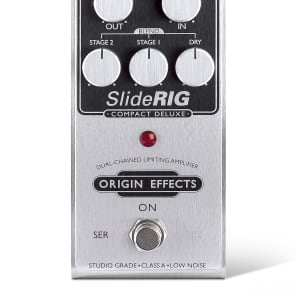 OUT IN
BLEND
STAGE 2 STAGE 1 DRY
SlideRIG
COMPACT DELUXE
DUAL-CHAINED LIMITING AMPLIFIER
ORIGIN EFFECTS
ON
SER
STUDIO GRADE • CLASS A • LOW-NOISE